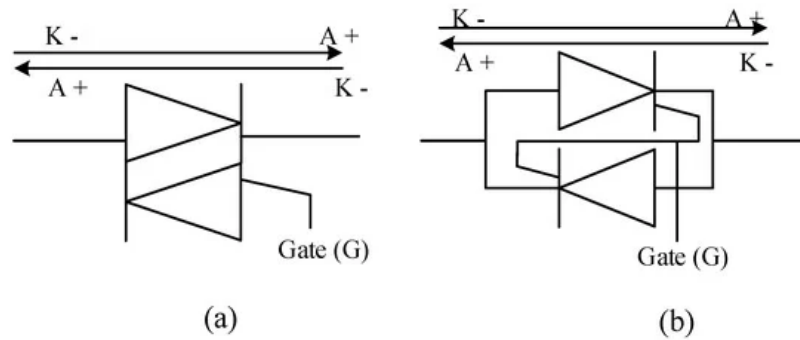 K - A +
A + K -
Gate (G)
(a)
K - A +
A + K -
Gate (G)
(b)